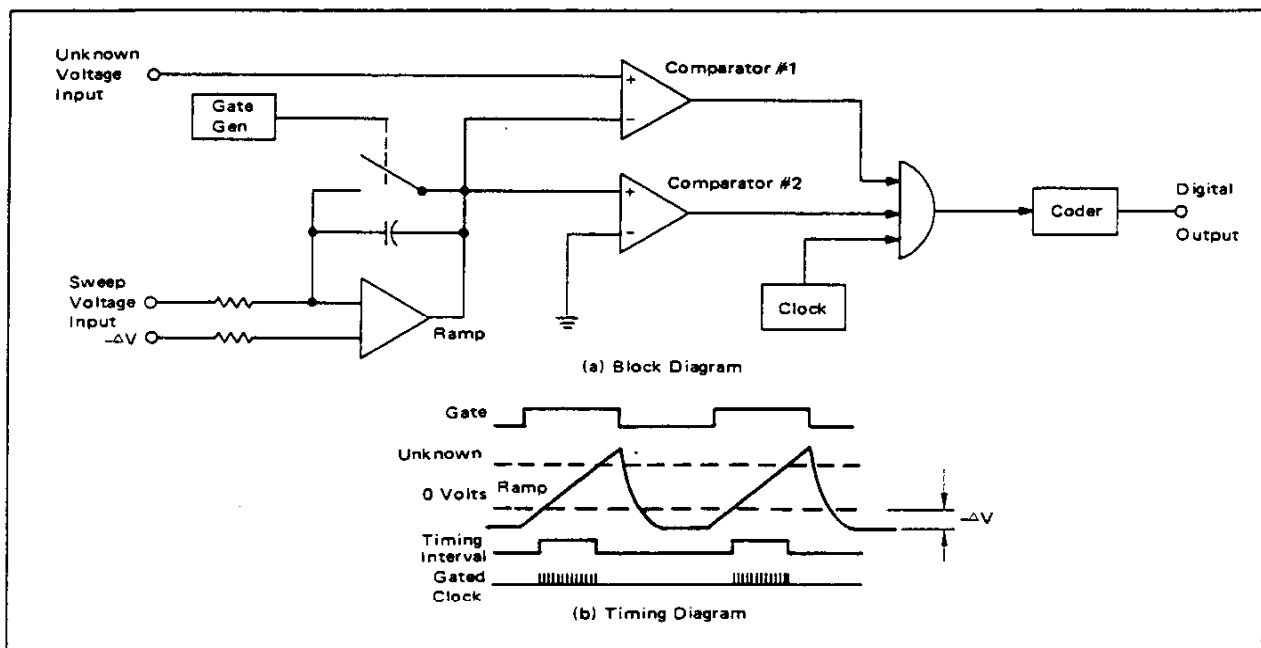 Unknown
Voltage
Input
Gate
Gen
+
−
Comparator #1
+
−
Comparator #2
Coder
Digital
Output
Clock
Sweep
Voltage
Input
−ΔV
Ramp
(a) Block Diagram
Gate
Unknown
0 Volts
Ramp
−ΔV
Timing
Interval
Gated
Clock
(b) Timing Diagram